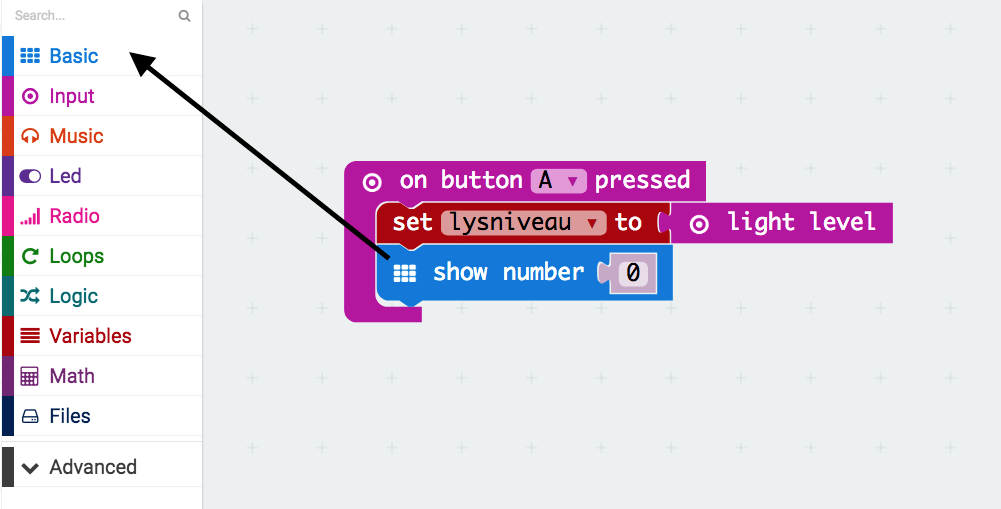 Search...
Basic
Input
Music
Led
Radio
Loops
Logic
Variables
Math
Files
Advanced
on button A pressed
set lysniveau to light level
show number 0